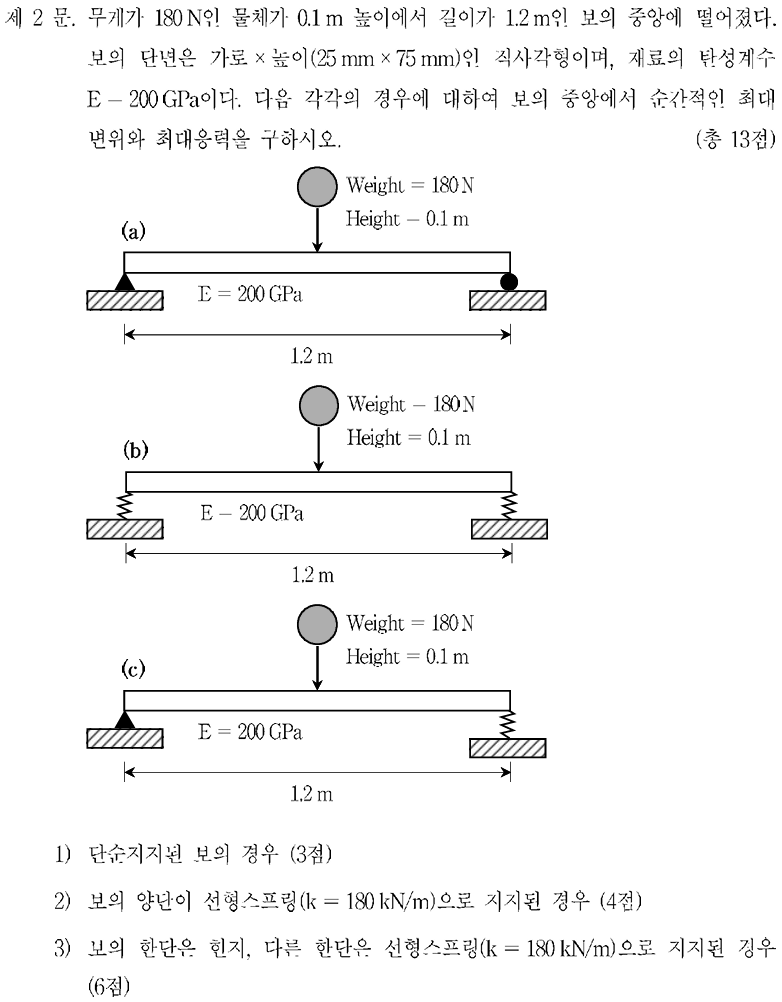 제 2 문. 무게가 180 N인 물체가 0.1 m 높이에서 길이가 1.2 m인 보의 중앙에 떨어졌다.
보의 단면은 가로 × 높이(25 mm × 75 mm)인 직사각형이며, 재료의 탄성계수
E = 200 GPa이다. 다음 각각의 경우에 대하여 보의 중앙에서 순간적인 최대
변위와 최대응력을 구하시오. (총 13점)
Weight = 180 N
Height = 0.1 m
(a)
E = 200 GPa
1.2 m
Weight = 180 N
Height = 0.1 m
(b)
E = 200 GPa
1.2 m
Weight = 180 N
Height = 0.1 m
(c)
E = 200 GPa
1.2 m
1) 단순지지된 보의 경우 (3점)
2) 보의 양단이 선형스프링(k = 180 kN/m)으로 지지된 경우 (4점)
3) 보의 한단은 힌지, 다른 한단은 선형스프링(k = 180 kN/m)으로 지지된 경우
(6점)